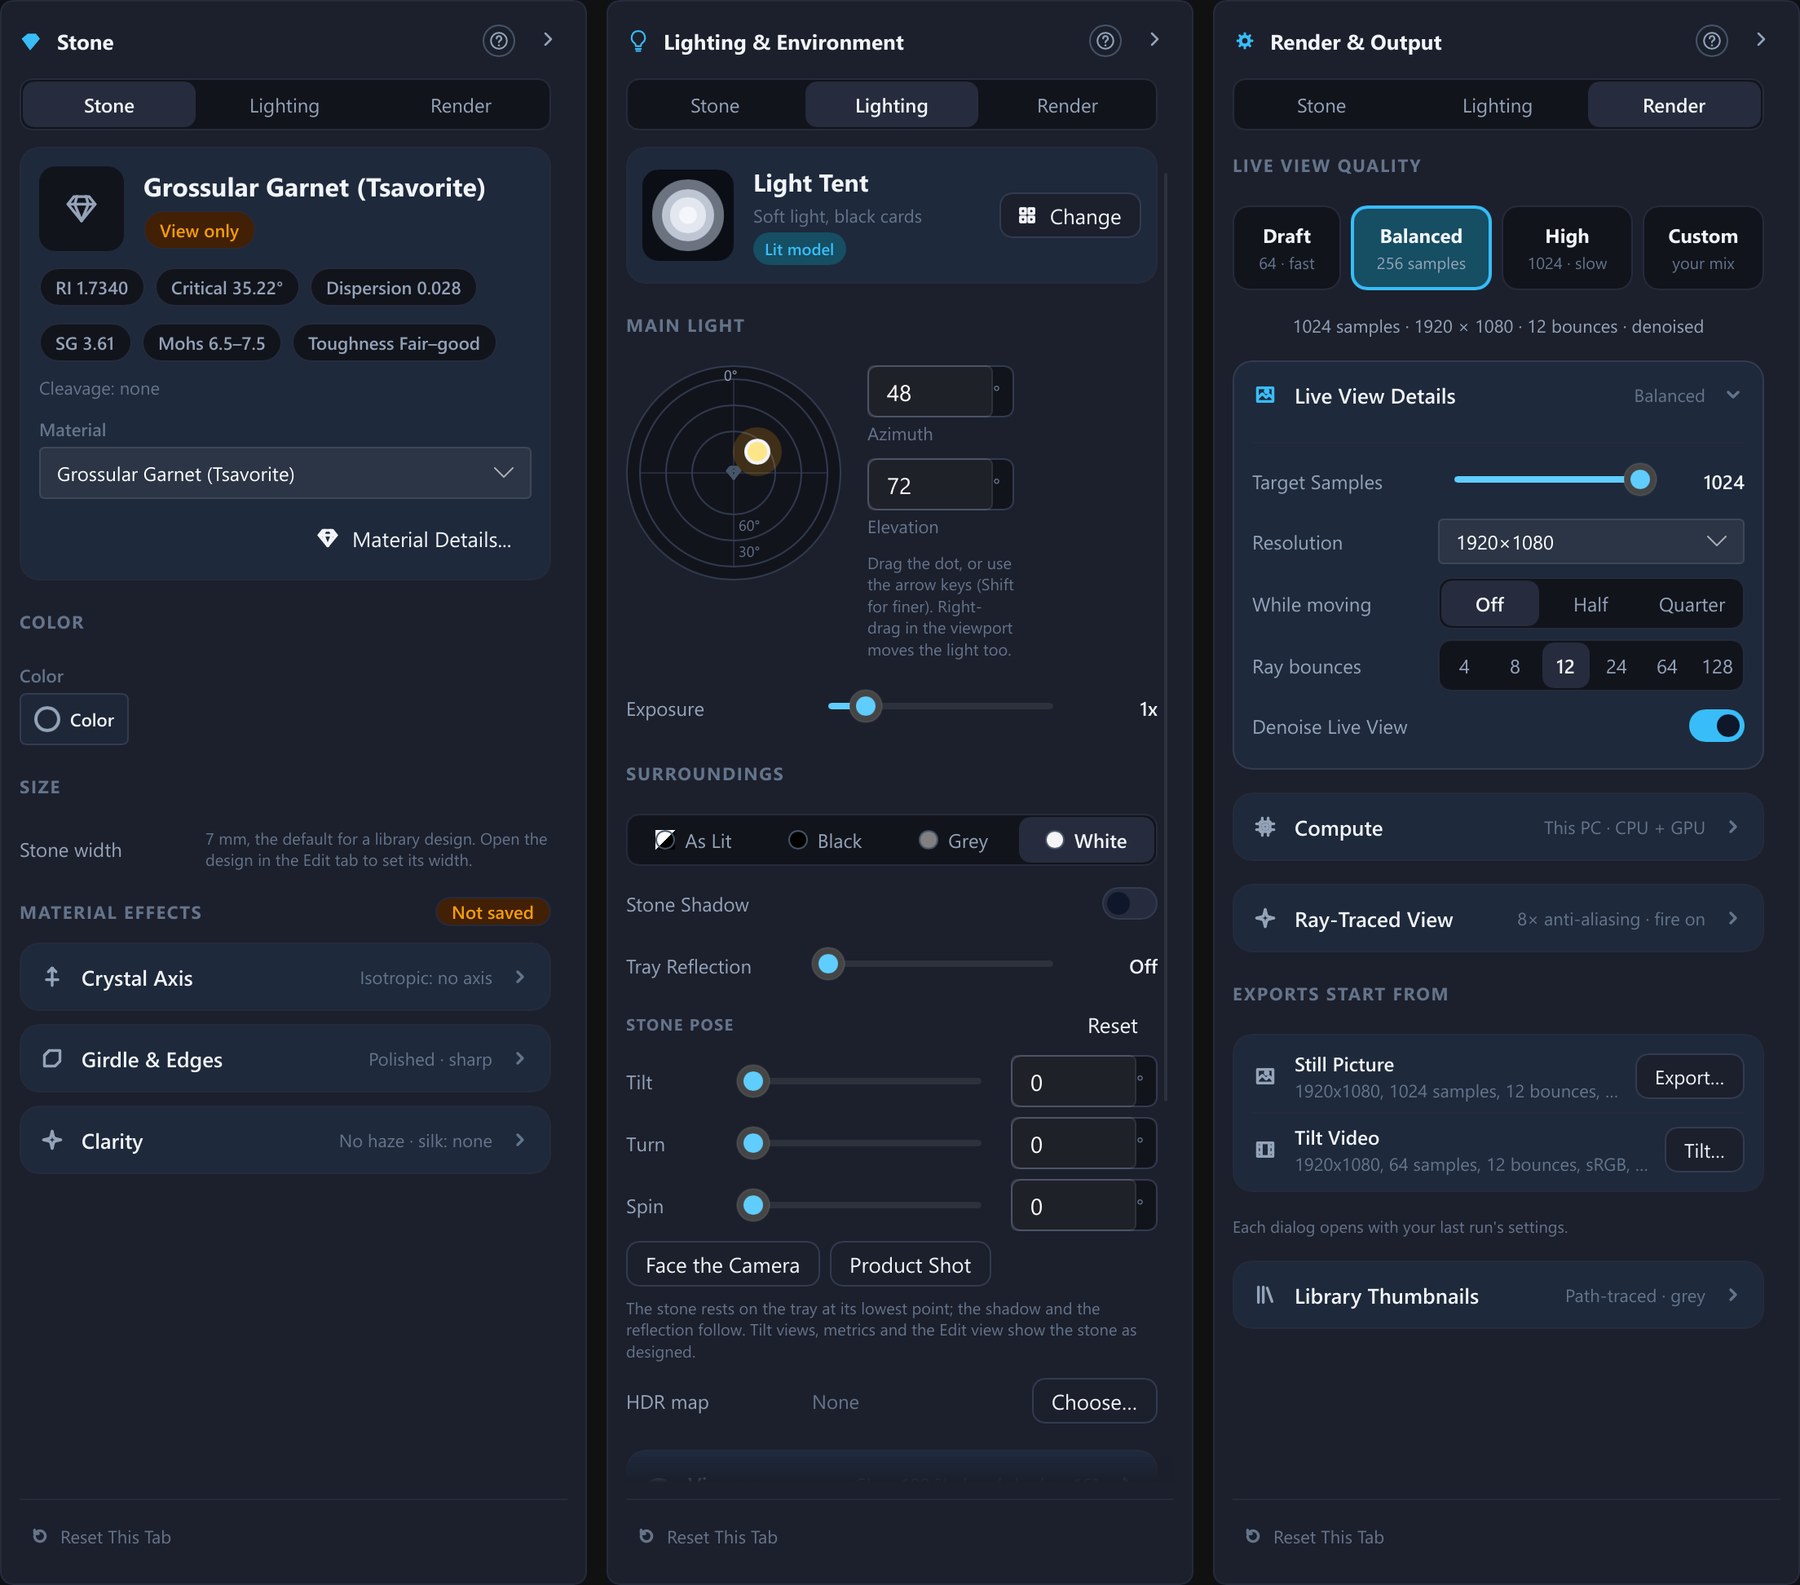 Stone
Stone Lighting Render
Grossular Garnet (Tsavorite)
View only
RI 1.7340 Critical 35.22° Dispersion 0.028
SG 3.61 Mohs 6.5–7.5 Toughness Fair–good
Cleavage: none
Material
Grossular Garnet (Tsavorite)
Material Details...
COLOR
Color
Color
SIZE
Stone width
7 mm, the default for a library design. Open the
design in the Edit tab to set its width.
MATERIAL EFFECTS Not saved
Crystal Axis Isotropic: no axis
Girdle & Edges Polished · sharp
Clarity No haze · silk: none
Reset This Tab
Lighting & Environment
Stone Lighting Render
Light Tent
Soft light, black cards
Lit model
Change
MAIN LIGHT
0°
60°
30°
48 °
Azimuth
72 °
Elevation
Drag the dot, or use
the arrow keys (Shift
for finer). Right-
drag in the viewport
moves the light too.
Exposure 1x
SURROUNDINGS
As Lit Black Grey White
Stone Shadow
Tray Reflection Off
STONE POSE Reset
Tilt 0 °
Turn 0 °
Spin 0 °
Face the Camera Product Shot
The stone rests on the tray at its lowest point; the shadow and the
reflection follow. Tilt views, metrics and the Edit view show the stone as
designed.
HDR map None Choose...
Reset This Tab
Render & Output
Stone Lighting Render
LIVE VIEW QUALITY
Draft
64 · fast
Balanced
256 samples
High
1024 · slow
Custom
your mix
1024 samples · 1920 × 1080 · 12 bounces · denoised
Live View Details Balanced
Target Samples 1024
Resolution 1920×1080
While moving Off Half Quarter
Ray bounces 4 8 12 24 64 128
Denoise Live View
Compute This PC · CPU + GPU
Ray-Traced View 8× anti-aliasing · fire on
EXPORTS START FROM
Still Picture
1920x1080, 1024 samples, 12 bounces, ...
Export...
Tilt Video
1920x1080, 64 samples, 12 bounces, sRGB, ...
Tilt...
Each dialog opens with your last run's settings.
Library Thumbnails Path-traced · grey
Reset This Tab